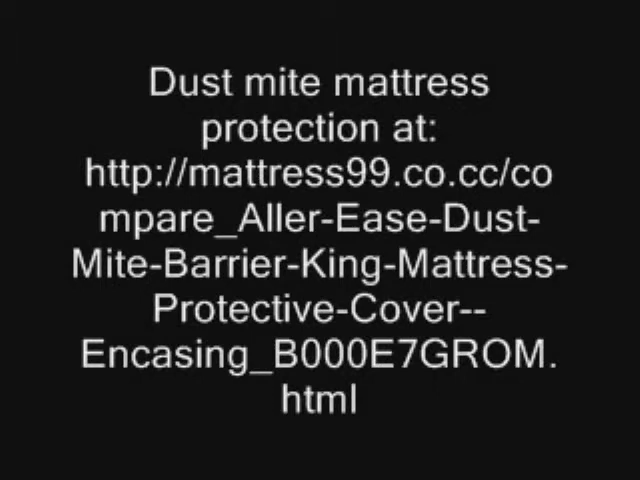 Dust mite mattress
protection at:
http://mattress99.co.cc/co
mpare_Aller-Ease-Dust-
Mite-Barrier-King-Mattress-
Protective-Cover--
Encasing_B000E7GROM.
html